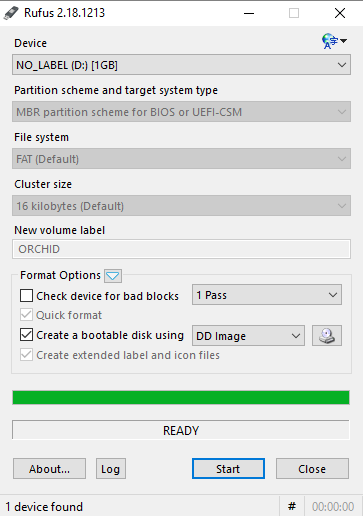 Rufus 2.18.1213
Device
NO_LABEL (D:) [1GB]
Partition scheme and target system type
MBR partition scheme for BIOS or UEFI-CSM
File system
FAT (Default)
Cluster size
16 kilobytes (Default)
New volume label
ORCHID
Format Options
Check device for bad blocks 1 Pass
Quick format
Create a bootable disk using DD Image
Create extended label and icon files
READY
About... Log Start Close
1 device found # 00:00:00